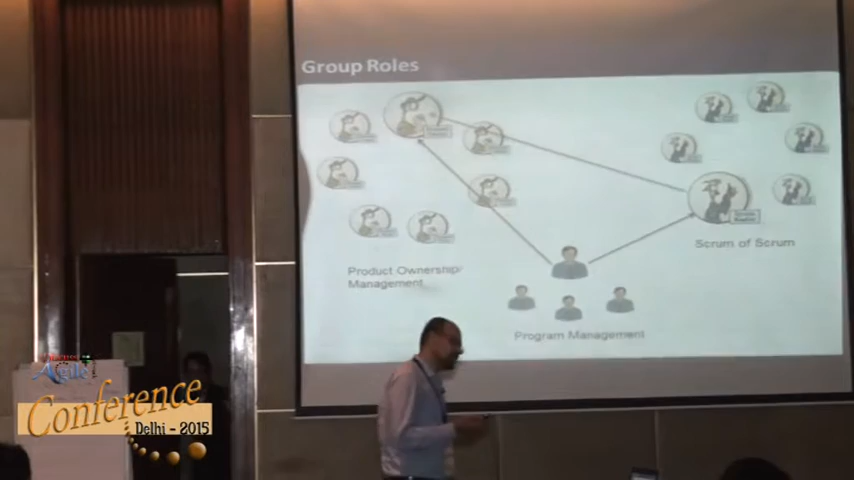 Group Roles
Product Ownership/
Management
Scrum of Scrum
Program Management
Agile
Conference
Delhi - 2015